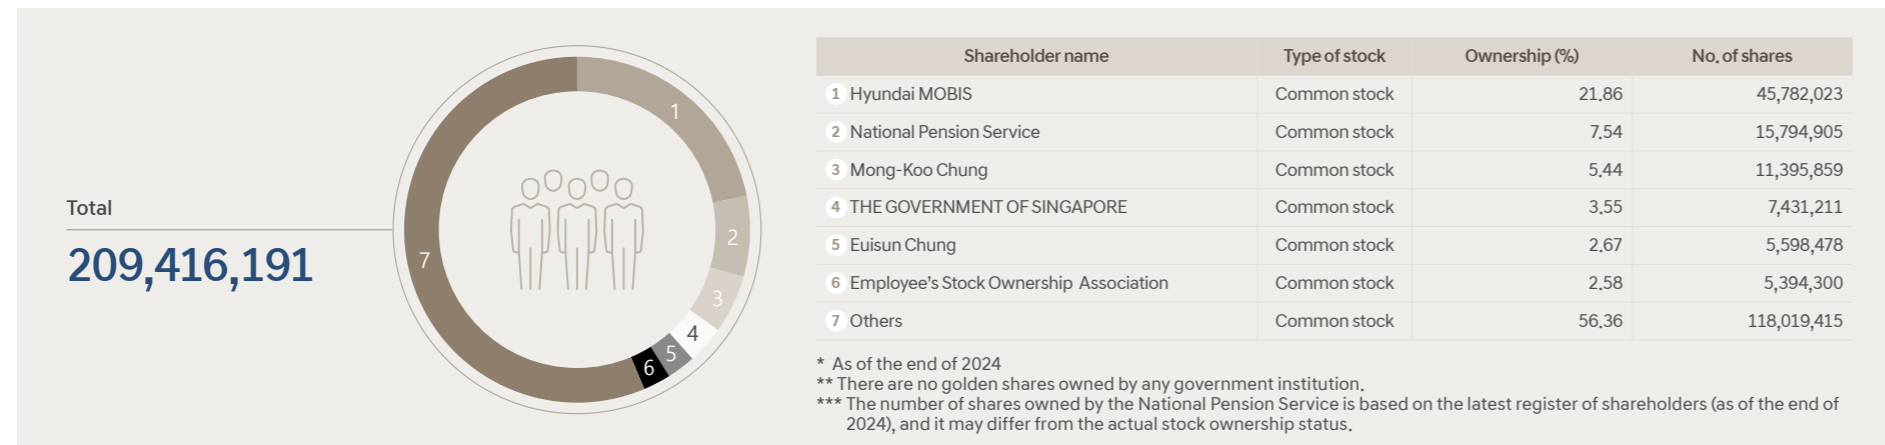 Total
209,416,191
1
2
3
4
5
6
7
Shareholder name Type of stock Ownership (%) No. of shares
1 Hyundai MOBIS Common stock 21.86 45,782,023
2 National Pension Service Common stock 7.54 15,794,905
3 Mong-Koo Chung Common stock 5.44 11,395,859
4 THE GOVERNMENT OF SINGAPORE Common stock 3.55 7,431,211
5 Euisun Chung Common stock 2.67 5,598,478
6 Employee's Stock Ownership Association Common stock 2.58 5,394,300
7 Others Common stock 56.36 118,019,415
* As of the end of 2024
** There are no golden shares owned by any government institution.
*** The number of shares owned by the National Pension Service is based on the latest register of shareholders (as of the end of
2024), and it may differ from the actual stock ownership status.